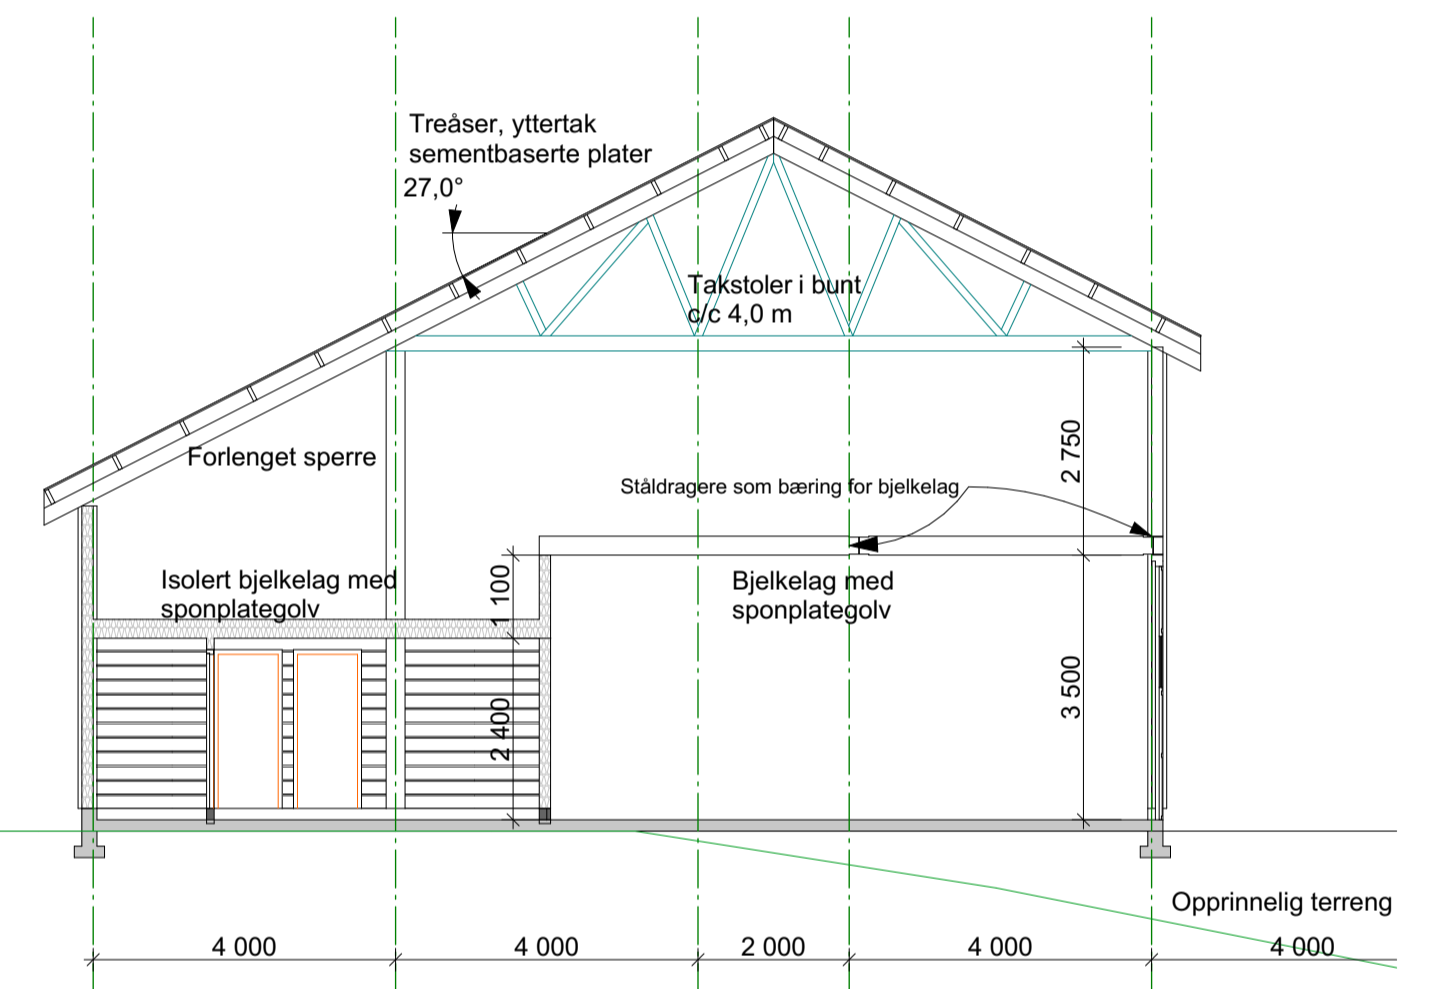 Treåser, yttertak
sementbaserte plater
27,0°
Takstoler i bunt
c/c 4,0 m
Forlenget sperre
2 750
Ståldragere som bæring for bjelkelag
Isolert bjelkelag med
sponplategolv
1 100
Bjelkelag med
sponplategolv
2 400
3 500
Opprinnelig terreng
4 000
4 000
2 000
4 000
4 000